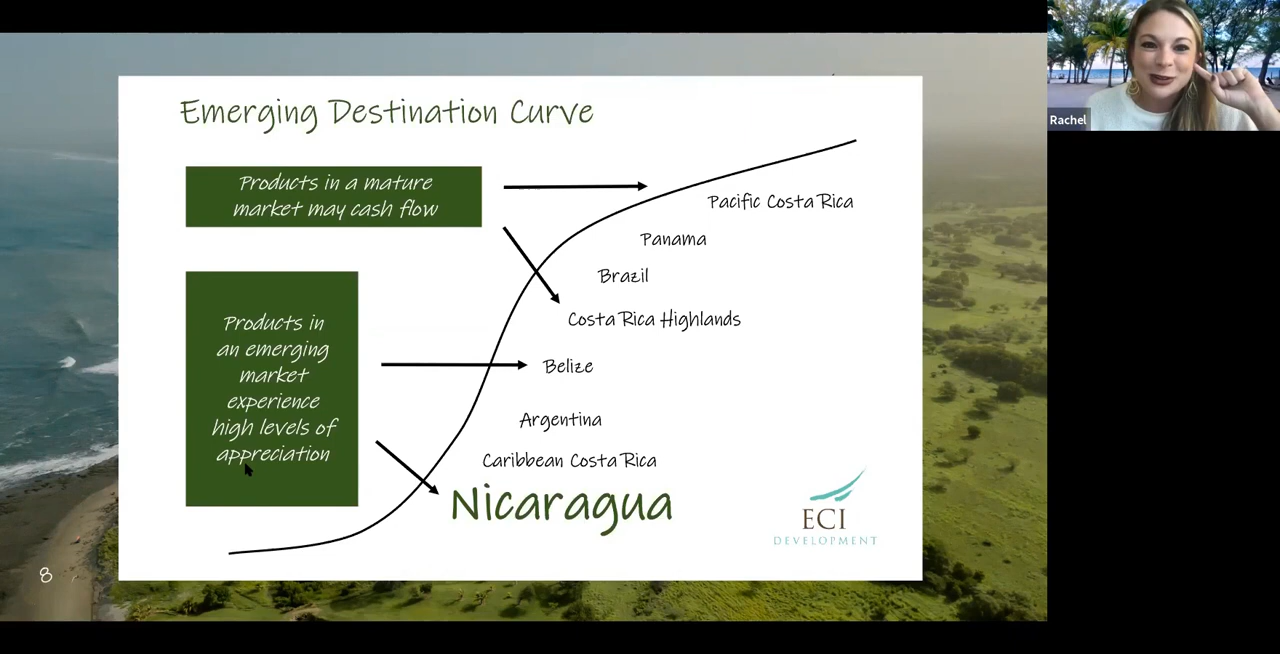 Emerging Destination Curve
Products in a mature
market may cash flow
Products in
an emerging
market
experience
high levels of
appreciation
Pacific Costa Rica
Panama
Brazil
Costa Rica Highlands
Belize
Argentina
Caribbean Costa Rica
Nicaragua
ECI
DEVELOPMENT
8
Rachel